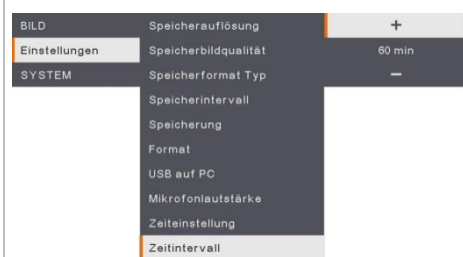 BILD
Einstellungen
SYSTEM
Speicherauflösung
Speicherbildqualität
Speicherformat Typ
Speicherintervall
Speicherung
Format
USB auf PC
Mikrofonlautstärke
Zeiteinstellung
Zeitintervall
+
60 min
−